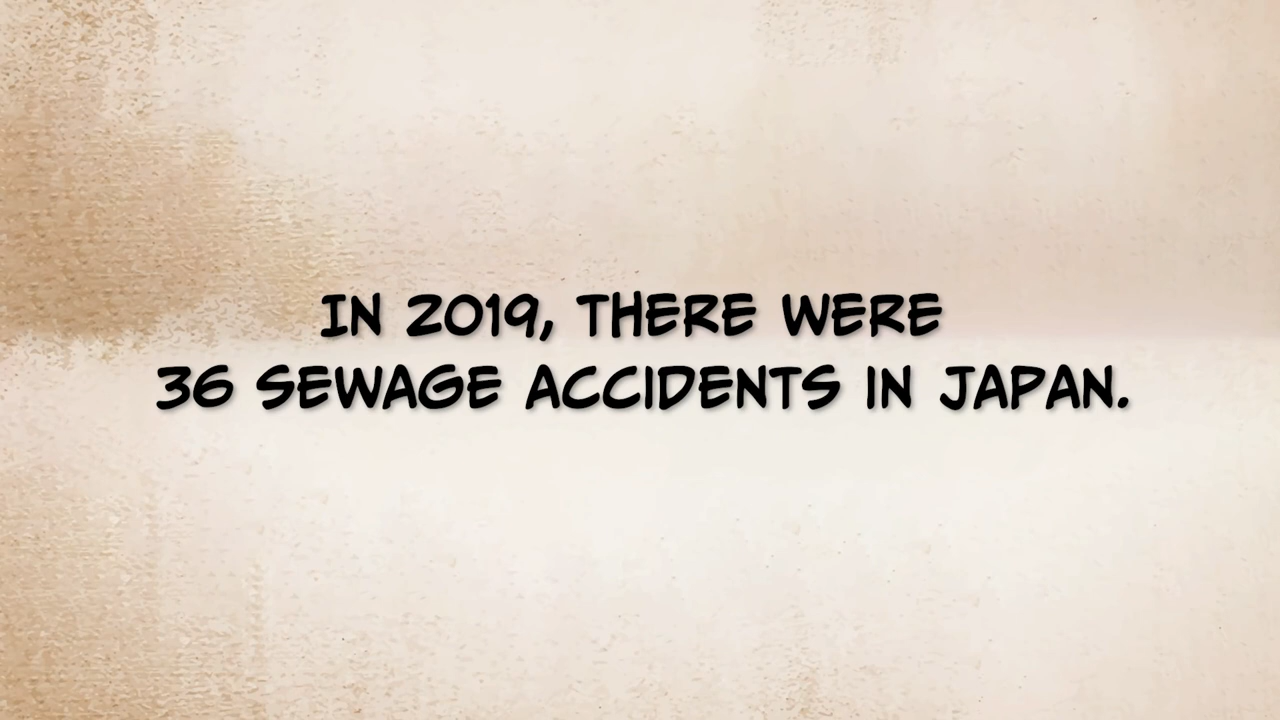 IN 2019, THERE WERE
36 SEWAGE ACCIDENTS IN JAPAN.